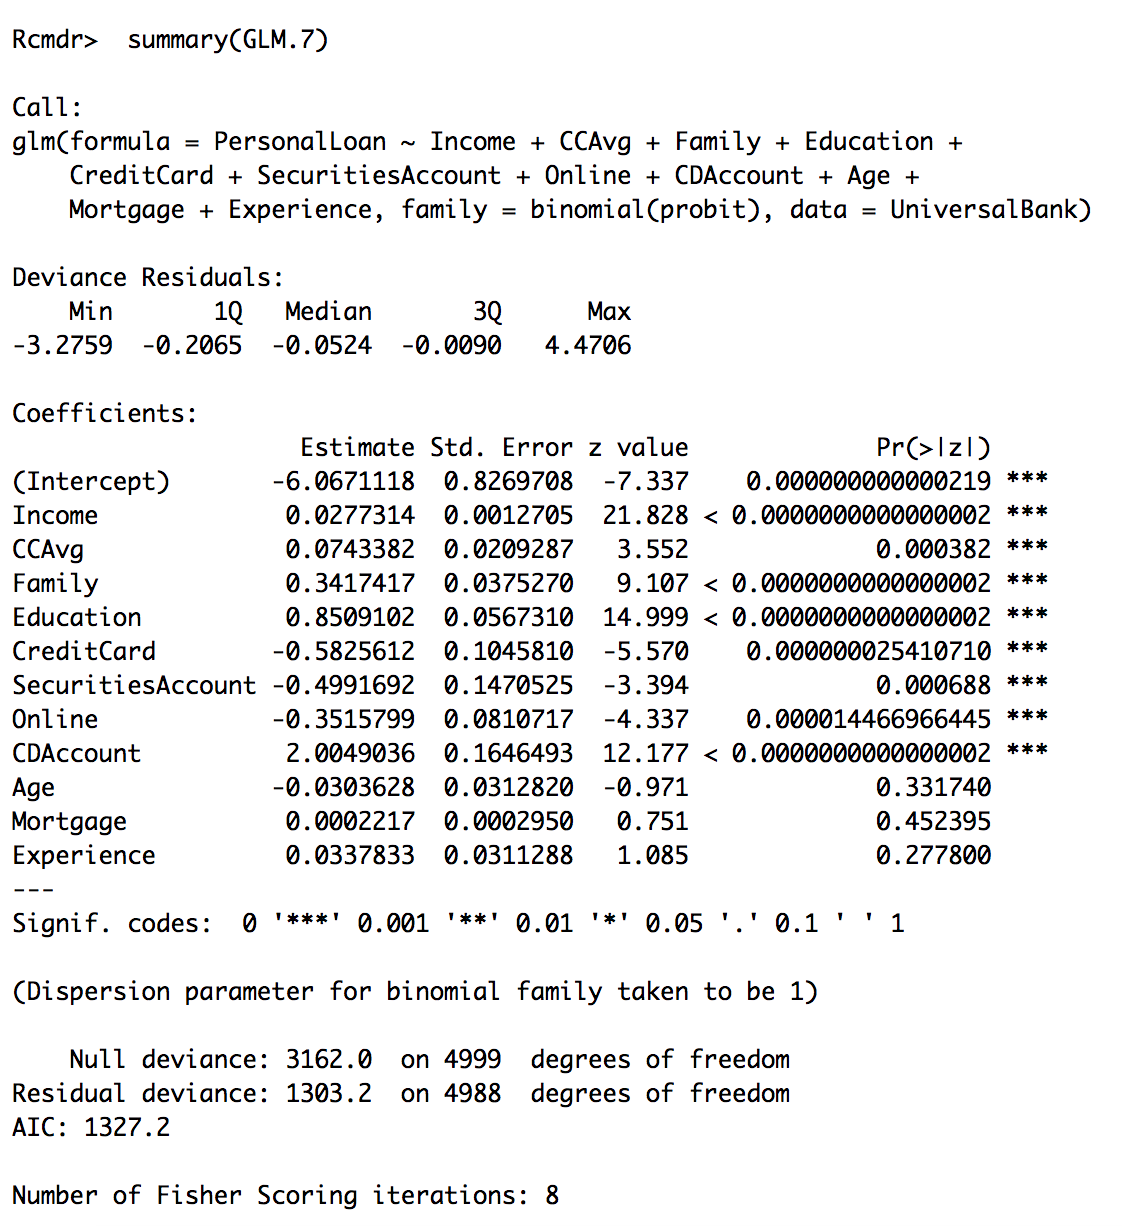 Rcmdr>  summary(GLM.7)

Call:
glm(formula = PersonalLoan ~ Income + CCAvg + Family + Education +
    CreditCard + SecuritiesAccount + Online + CDAccount + Age +
    Mortgage + Experience, family = binomial(probit), data = UniversalBank)

Deviance Residuals:
    Min       1Q   Median       3Q      Max
-3.2759  -0.2065  -0.0524  -0.0090   4.4706

Coefficients:
                    Estimate Std. Error z value             Pr(>|z|)
(Intercept)       -6.0671118  0.8269708  -7.337    0.000000000000219 ***
Income             0.0277314  0.0012705  21.828 < 0.0000000000000002 ***
CCAvg              0.0743382  0.0209287   3.552             0.000382 ***
Family             0.3417417  0.0375270   9.107 < 0.0000000000000002 ***
Education          0.8509102  0.0567310  14.999 < 0.0000000000000002 ***
CreditCard        -0.5825612  0.1045810  -5.570    0.000000025410710 ***
SecuritiesAccount -0.4991692  0.1470525  -3.394             0.000688 ***
Online            -0.3515799  0.0810717  -4.337    0.000014466966445 ***
CDAccount          2.0049036  0.1646493  12.177 < 0.0000000000000002 ***
Age               -0.0303628  0.0312820  -0.971             0.331740
Mortgage           0.0002217  0.0002950   0.751             0.452395
Experience         0.0337833  0.0311288   1.085             0.277800
---
Signif. codes:  0 '***' 0.001 '**' 0.01 '*' 0.05 '.' 0.1 ' ' 1

(Dispersion parameter for binomial family taken to be 1)

    Null deviance: 3162.0  on 4999  degrees of freedom
Residual deviance: 1303.2  on 4988  degrees of freedom
AIC: 1327.2

Number of Fisher Scoring iterations: 8